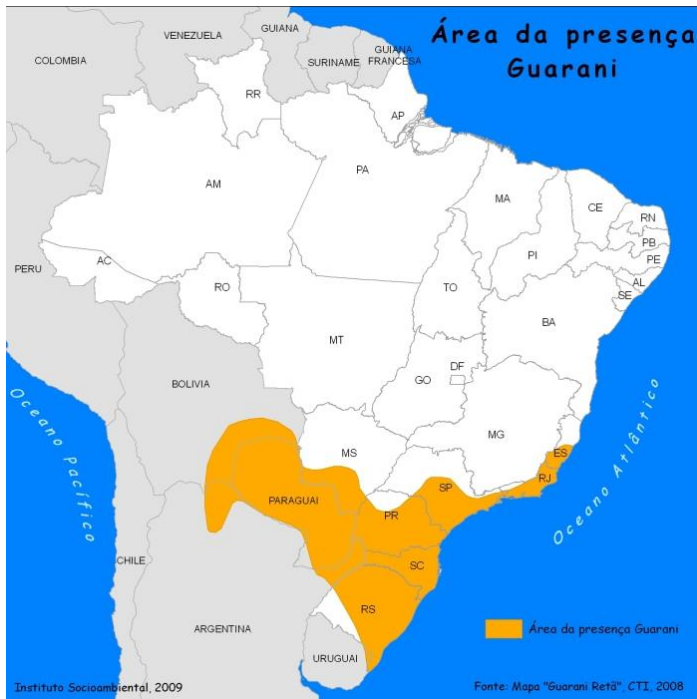 Área da presença
Guarani
VENEZUELA
GUIANA
COLOMBIA
SURINAME
GUIANA
FRANCESA
RR
AP
AM
PA
MA
CE
RN
PB
PE
PI
AL
SE
AC
PERU
RO
TO
BA
MT
DF
GO
BOLIVIA
MG
MS
ES
RJ
SP
PARAGUAI
PR
Oceano Pacífico
Oceano Atlântico
CHILE
SC
RS
ARGENTINA
Área da presença Guarani
URUGUAI
Instituto Socioambiental, 2009
Fonte: Mapa "Guarani Retã", CTI, 2008